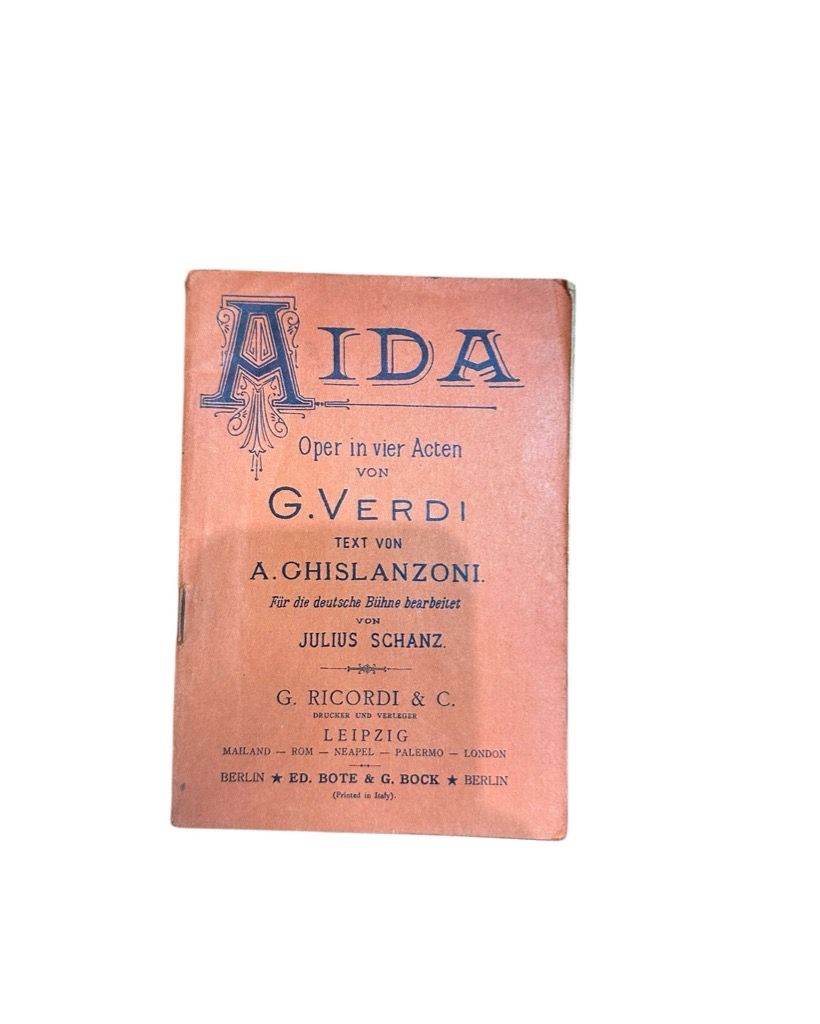 AIDA
Oper in vier Acten
VON
G. VERDI
TEXT VON
A. GHISLANZONI.
Für die deutsche Bühne bearbeitet
VON
JULIUS SCHANZ.
G. RICORDI & C.
DRUCKER UND VERLEGER
LEIPZIG
MAILAND — ROM — NEAPEL — PALERMO — LONDON
BERLIN ★ ED. BOTE & G. BOCK ★ BERLIN
(Printed in Italy).